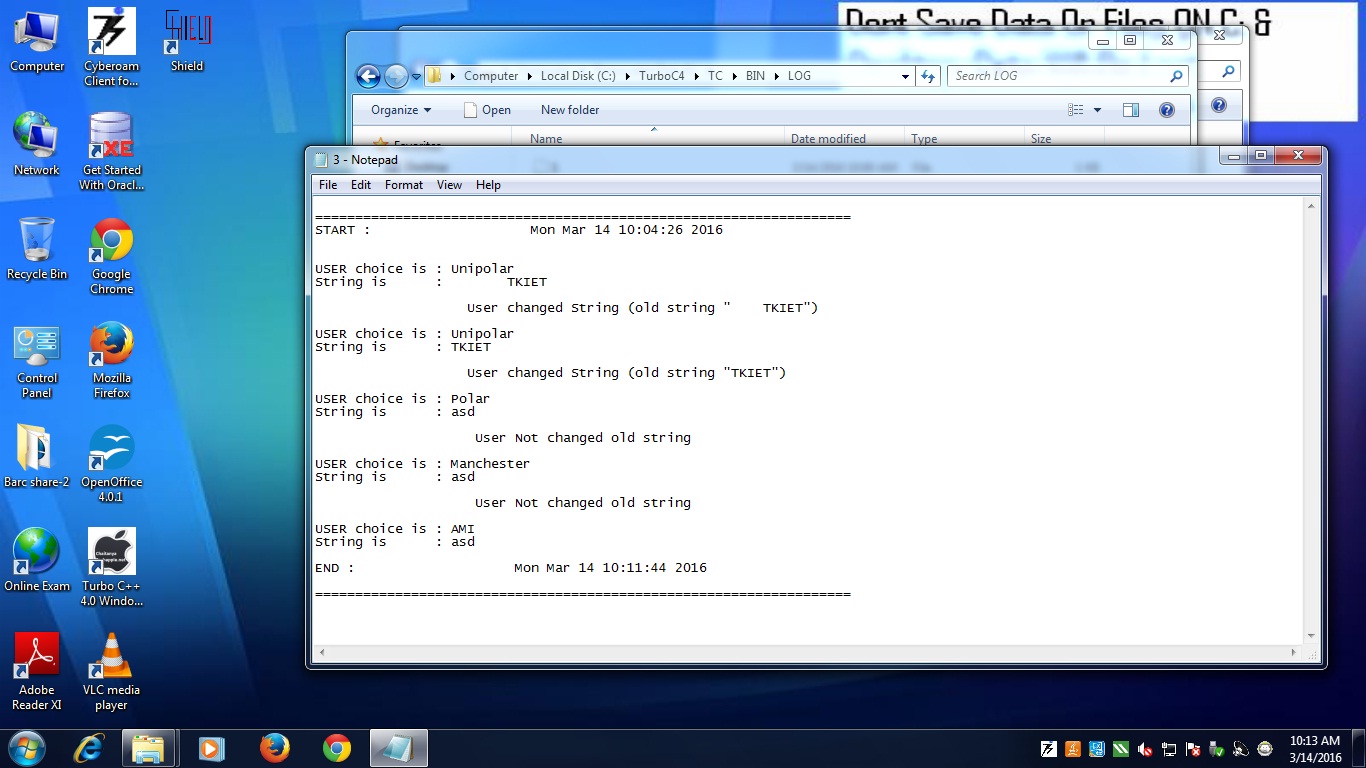 Dont Save Data On Files ON C: &
Computer
Cyberoam
Client fo...
Shield
Network
Get Started
With Oracl...
Recycle Bin
Google
Chrome
Control
Panel
Mozilla
Firefox
Barc share-2
OpenOffice
4.0.1
Online Exam
Turbo C++
4.0 Windo...
Adobe
Reader XI
VLC media
player
Computer Local Disk (C:) TurboC4 TC BIN LOG
Search LOG
Organize Open New folder
Favorites Name Date modified Type Size
3 - Notepad
File Edit Format View Help
===================================================================
START : Mon Mar 14 10:04:26 2016
USER choice is : Unipolar
String is : TKIET
User changed String (old string "    TKIET")
USER choice is : Unipolar
String is : TKIET
User changed String (old string "TKIET")
USER choice is : Polar
String is : asd
User Not changed old string
USER choice is : Manchester
String is : asd
User Not changed old string
USER choice is : AMI
String is : asd
END : Mon Mar 14 10:11:44 2016
===================================================================
10:13 AM
3/14/2016